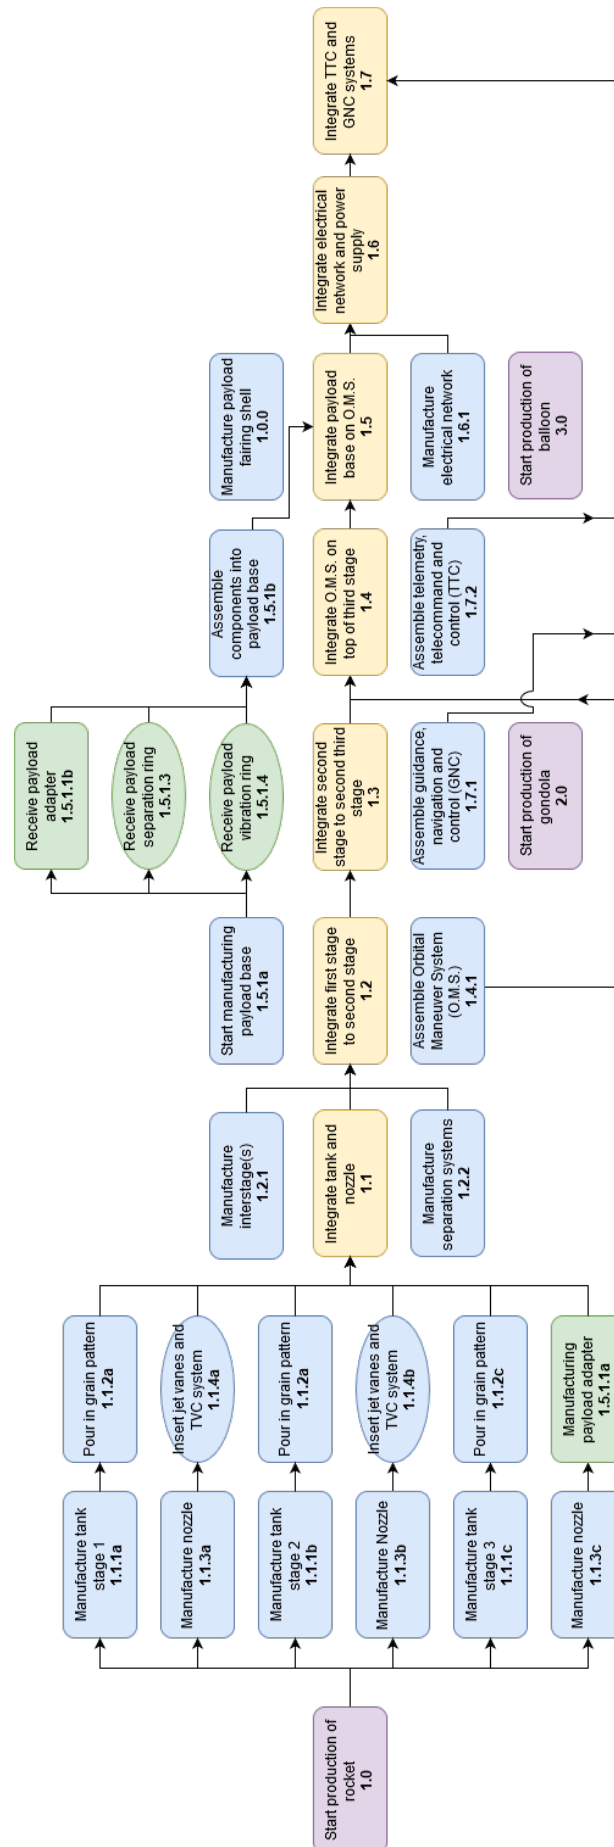 Start production of
rocket
1.0
Manufacture tank
stage 1
1.1.1a
Manufacture nozzle
1.1.3a
Manufacture tank
stage 2
1.1.1b
Manufacture Nozzle
1.1.3b
Manufacture tank
stage 3
1.1.1c
Manufacture nozzle
1.1.3c
Pour in grain pattern
1.1.2a
Insert jet vanes and
TVC system
1.1.4a
Pour in grain pattern
1.1.2a
Insert jet vanes and
TVC system
1.1.4b
Pour in grain pattern
1.1.2c
Manufacturing
payload adapter
1.5.1.1a
Manufacture
interstage(s)
1.2.1
Integrate tank and
nozzle
1.1
Manufacture
separation systems
1.2.2
Start manufacturing
payload base
1.5.1a
Integrate first stage
to second stage
1.2
Assemble Orbital
Maneuver System
(O.M.S.)
1.4.1
Receive payload
adapter
1.5.1.1b
Receive payload
separation ring
1.5.1.3
Receive payload
vibration ring
1.5.1.4
Integrate second
stage to second third
stage
1.3
Assemble guidance,
navigation and
control (GNC)
1.7.1
Start production of
gondola
2.0
Assemble
components into
payload base
1.5.1b
Integrate O.M.S. on
top of third stage
1.4
Assemble telemetry,
telecommand and
control (TTC)
1.7.2
Manufacture payload
fairing shell
1.0.0
Integrate payload
base on O.M.S.
1.5
Manufacture
electrical network
1.6.1
Start production of
balloon
3.0
Integrate electrical
network and power
supply
1.6
Integrate TTC and
GNC systems
1.7